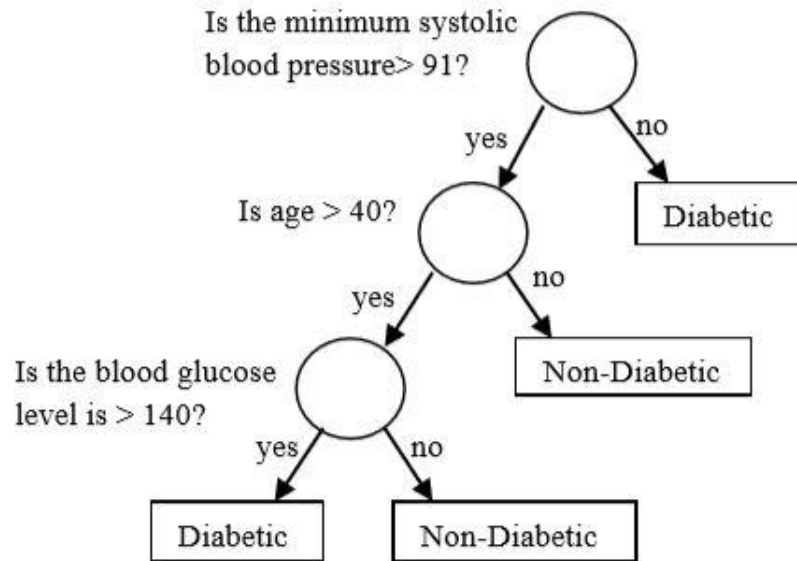 Is the minimum systolic
blood pressure> 91?
yes
no
Is age > 40?
Diabetic
yes
no
Is the blood glucose
level is > 140?
Non-Diabetic
yes
no
Diabetic
Non-Diabetic